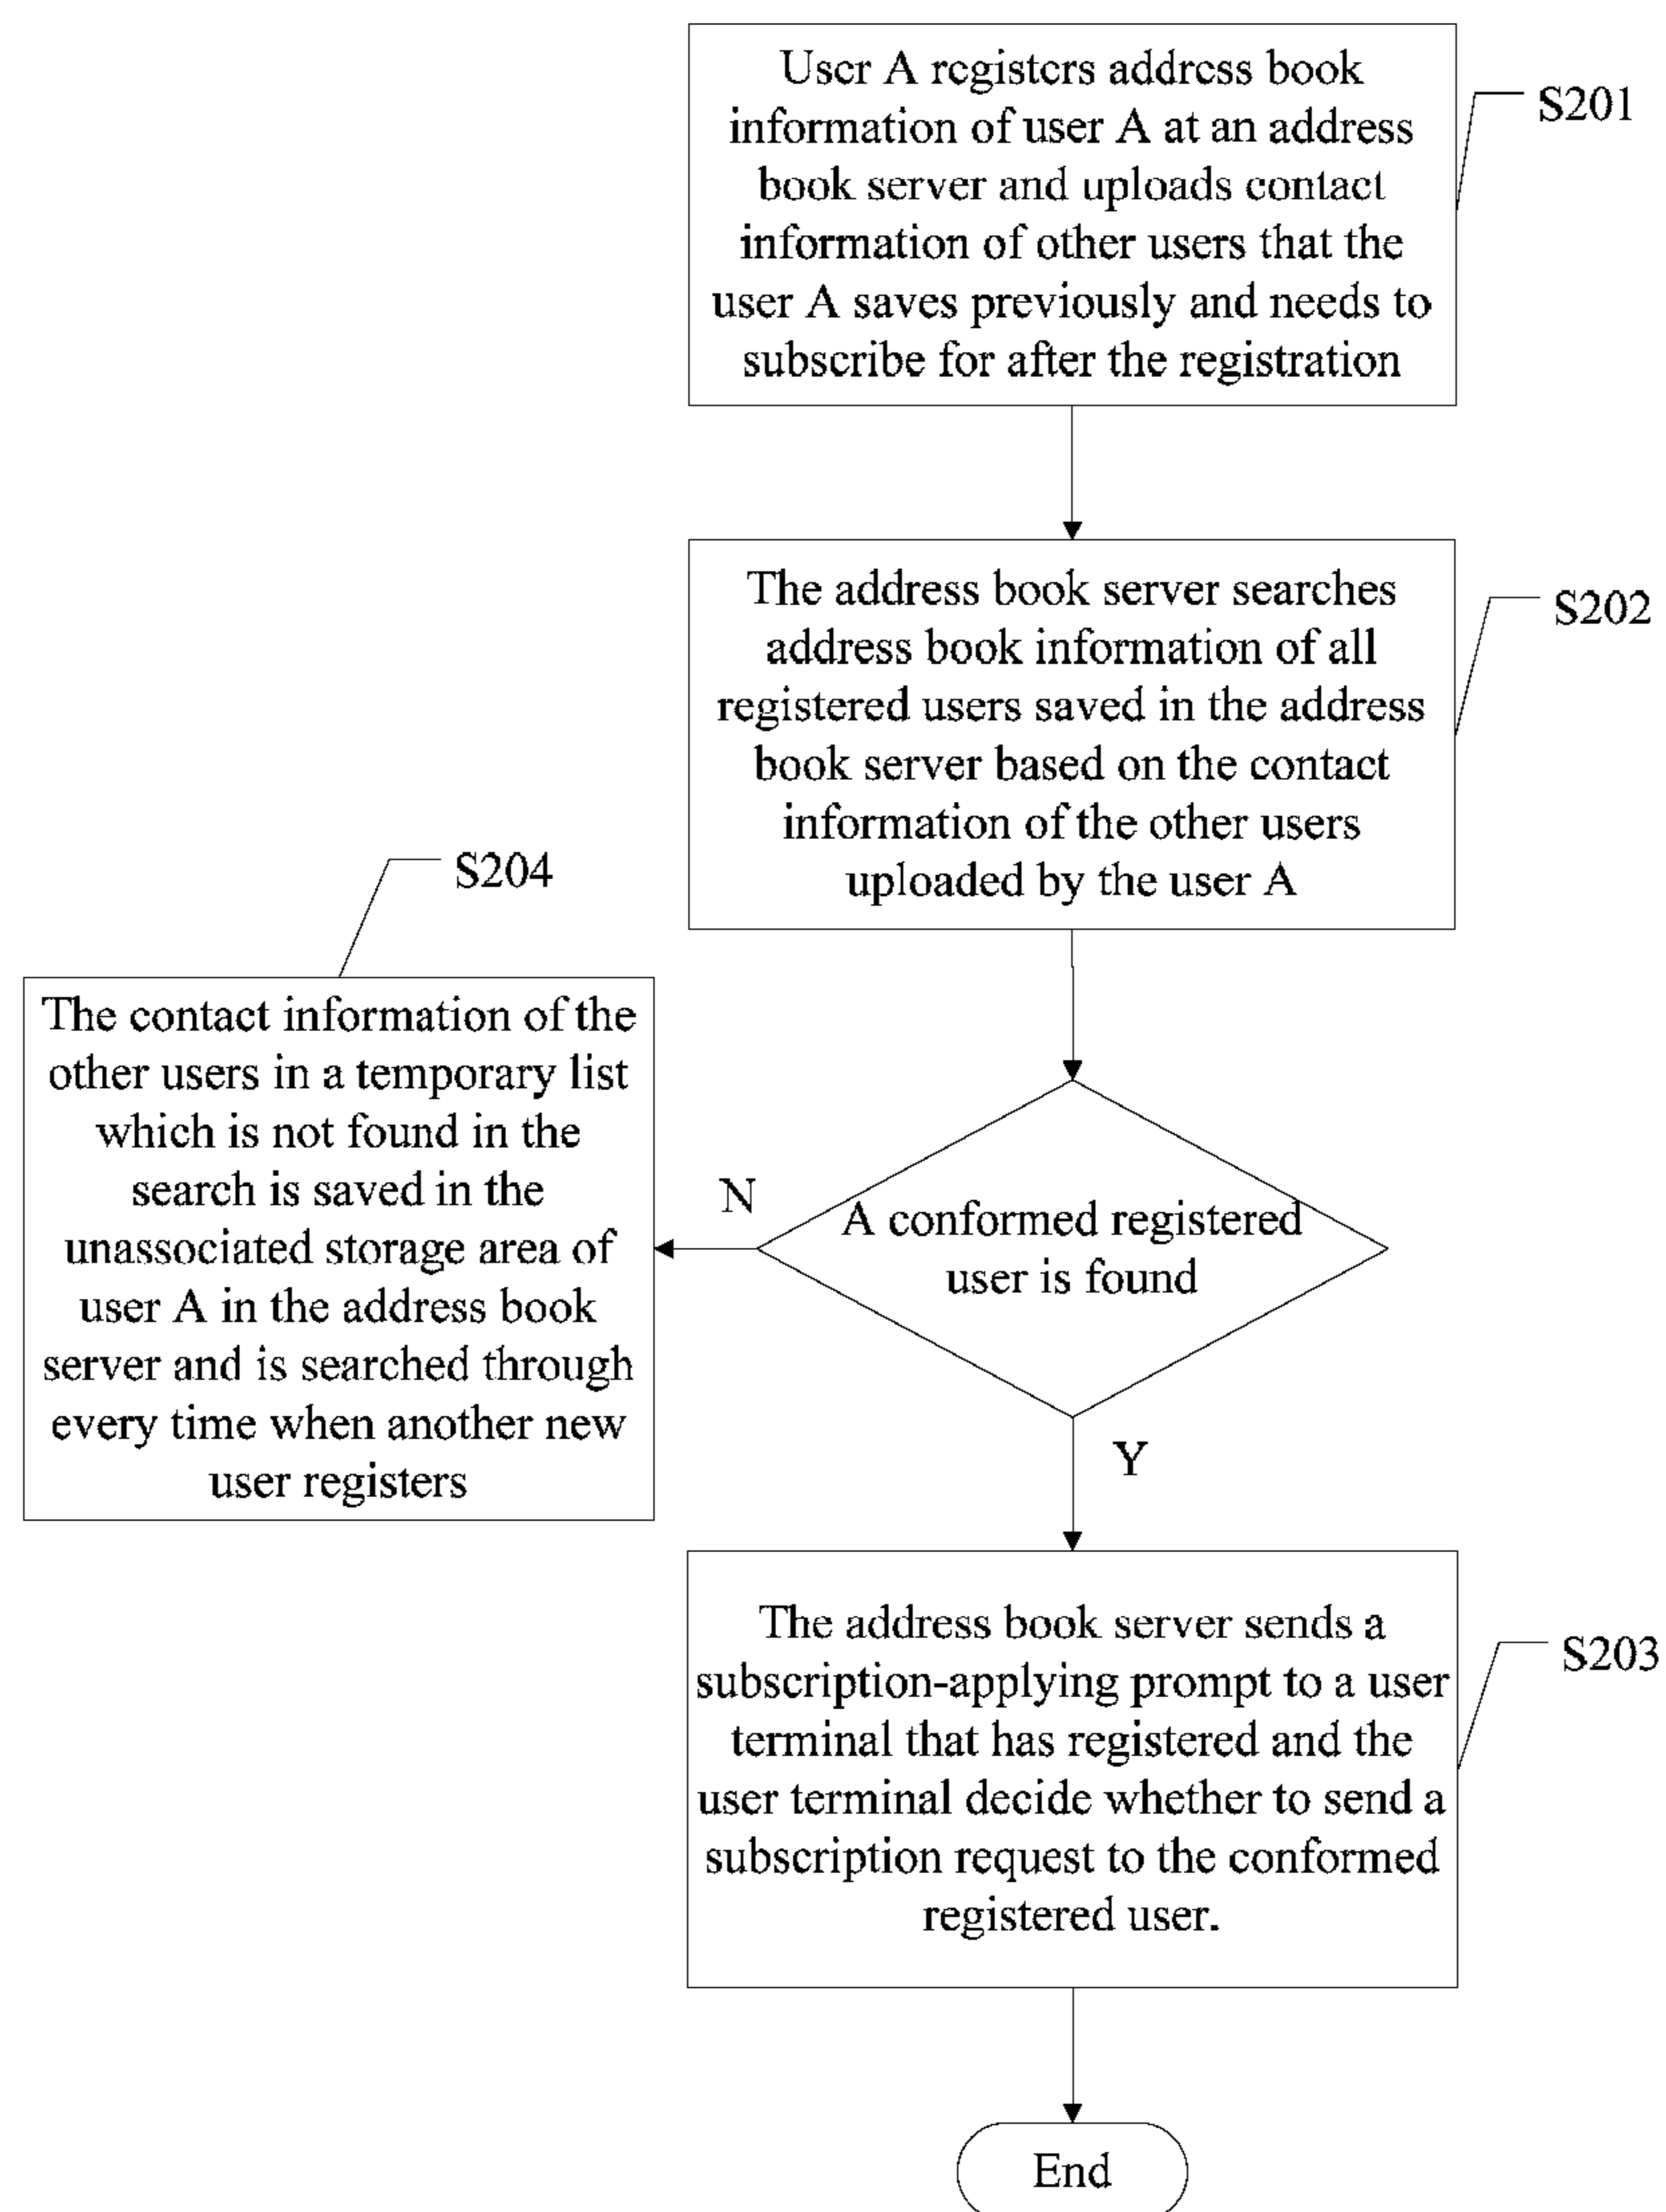 User A registers address book
information of user A at an address
book server and uploads contact
information of other users that the
user A saves previously and needs to
subscribe for after the registration
S201
The address book server searches
address book information of all
registered users saved in the address
book server based on the contact
information of the other users
uploaded by the user A
S202
S204
The contact information of the
other users in a temporary list
which is not found in the
search is saved in the
unassociated storage area of
user A in the address book
server and is searched through
every time when another new
user registers
N
A conformed registered
user is found
Y
The address book server sends a
subscription-applying prompt to a user
terminal that has registered and the
user terminal decide whether to send a
subscription request to the conformed
registered user.
S203
End